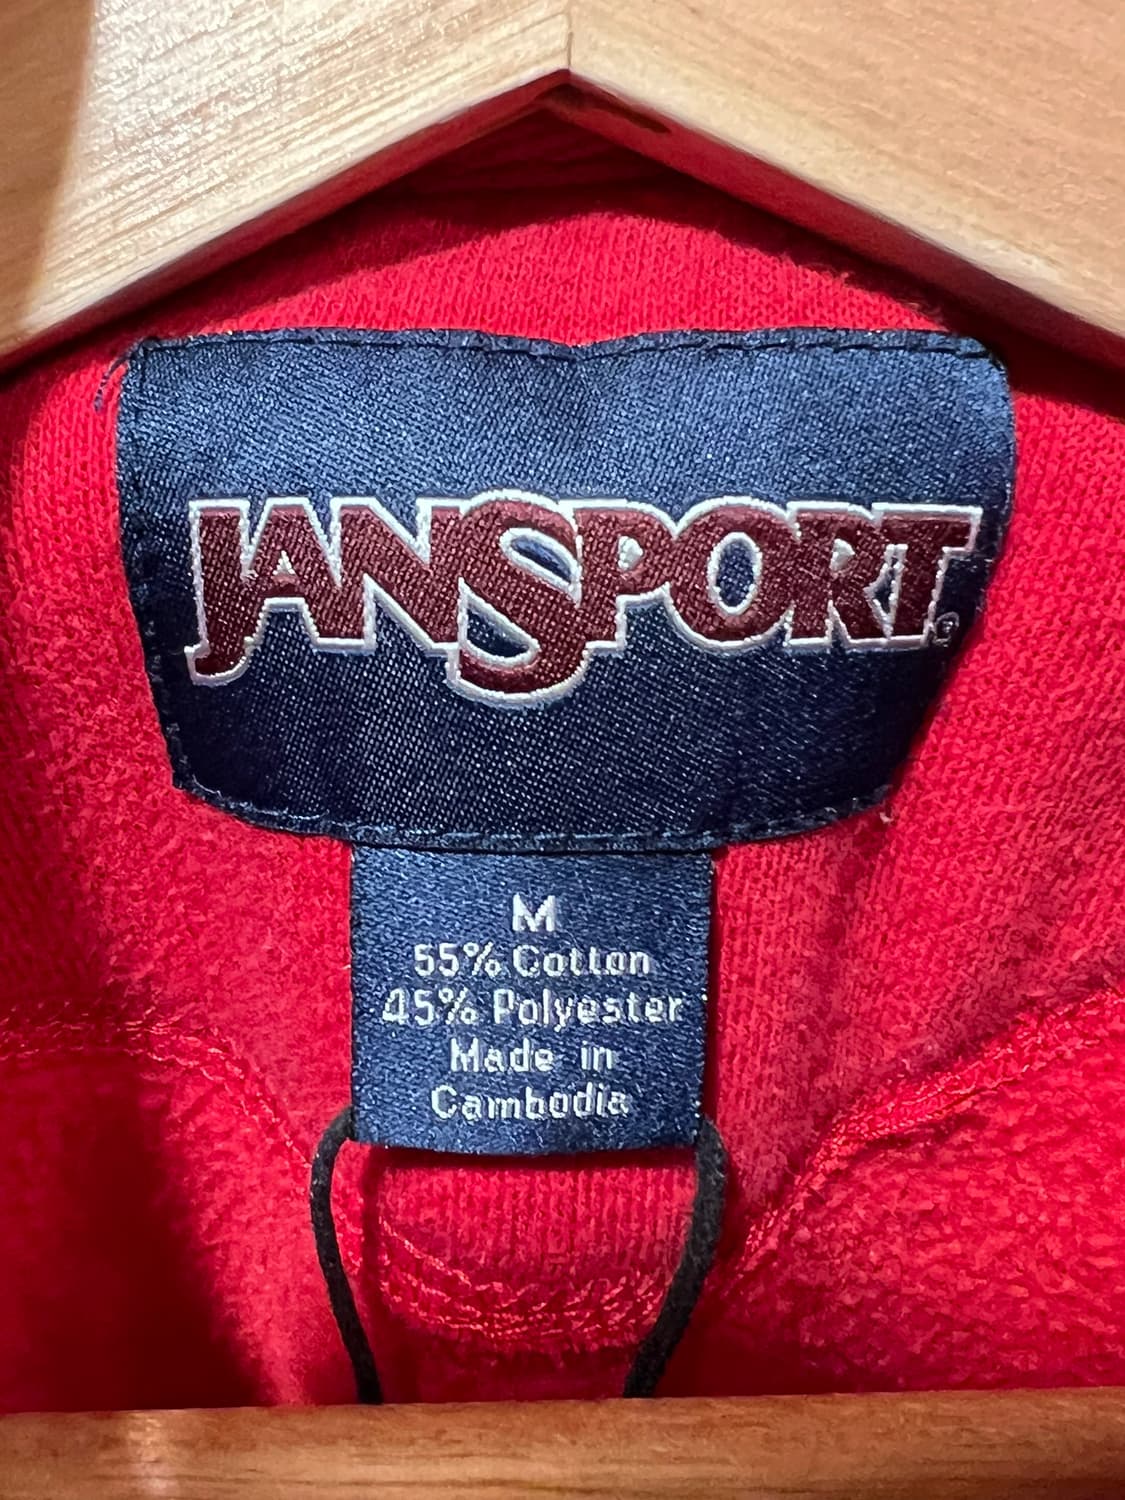 JANSPORT®
M
55% Cotton
45% Polyester
Made in
Cambodia